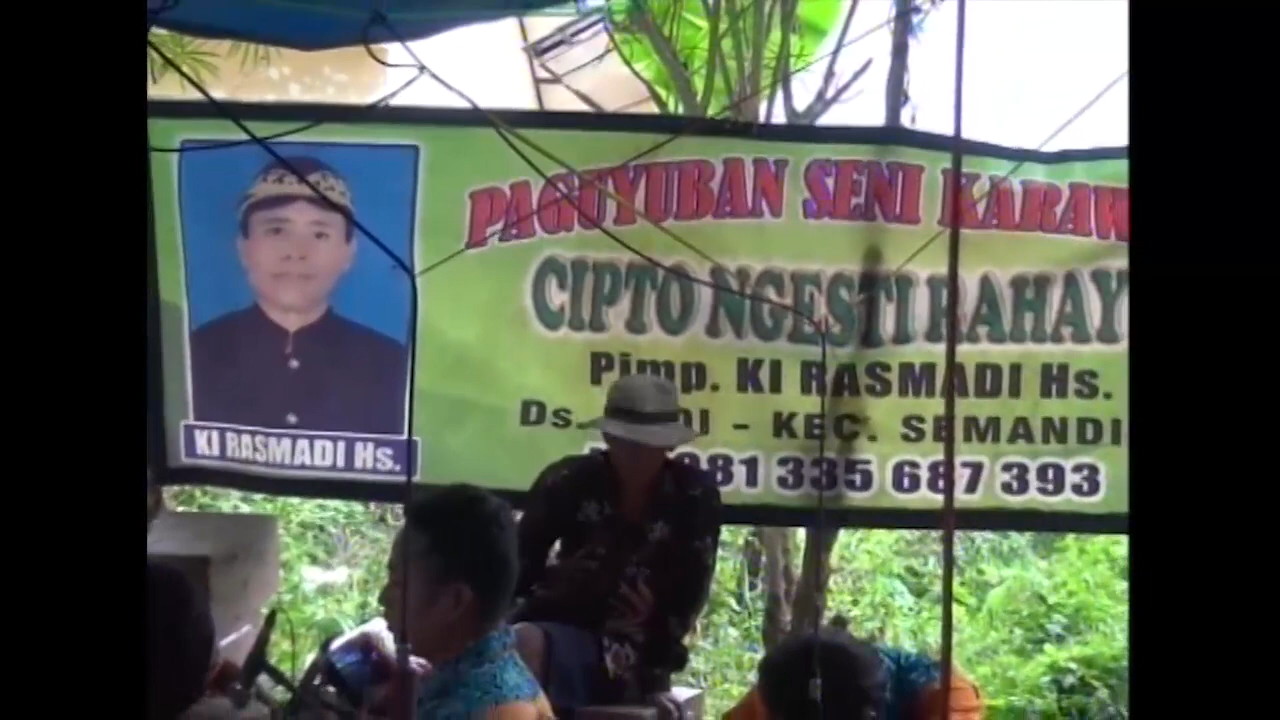 PAGUYUBAN SENI KARAW
CIPTO NGESTI RAHAY
Pimp. KI RASMADI Hs.
Ds. - KEC. SEMANDI
081 335 687 393
KI RASMADI Hs.